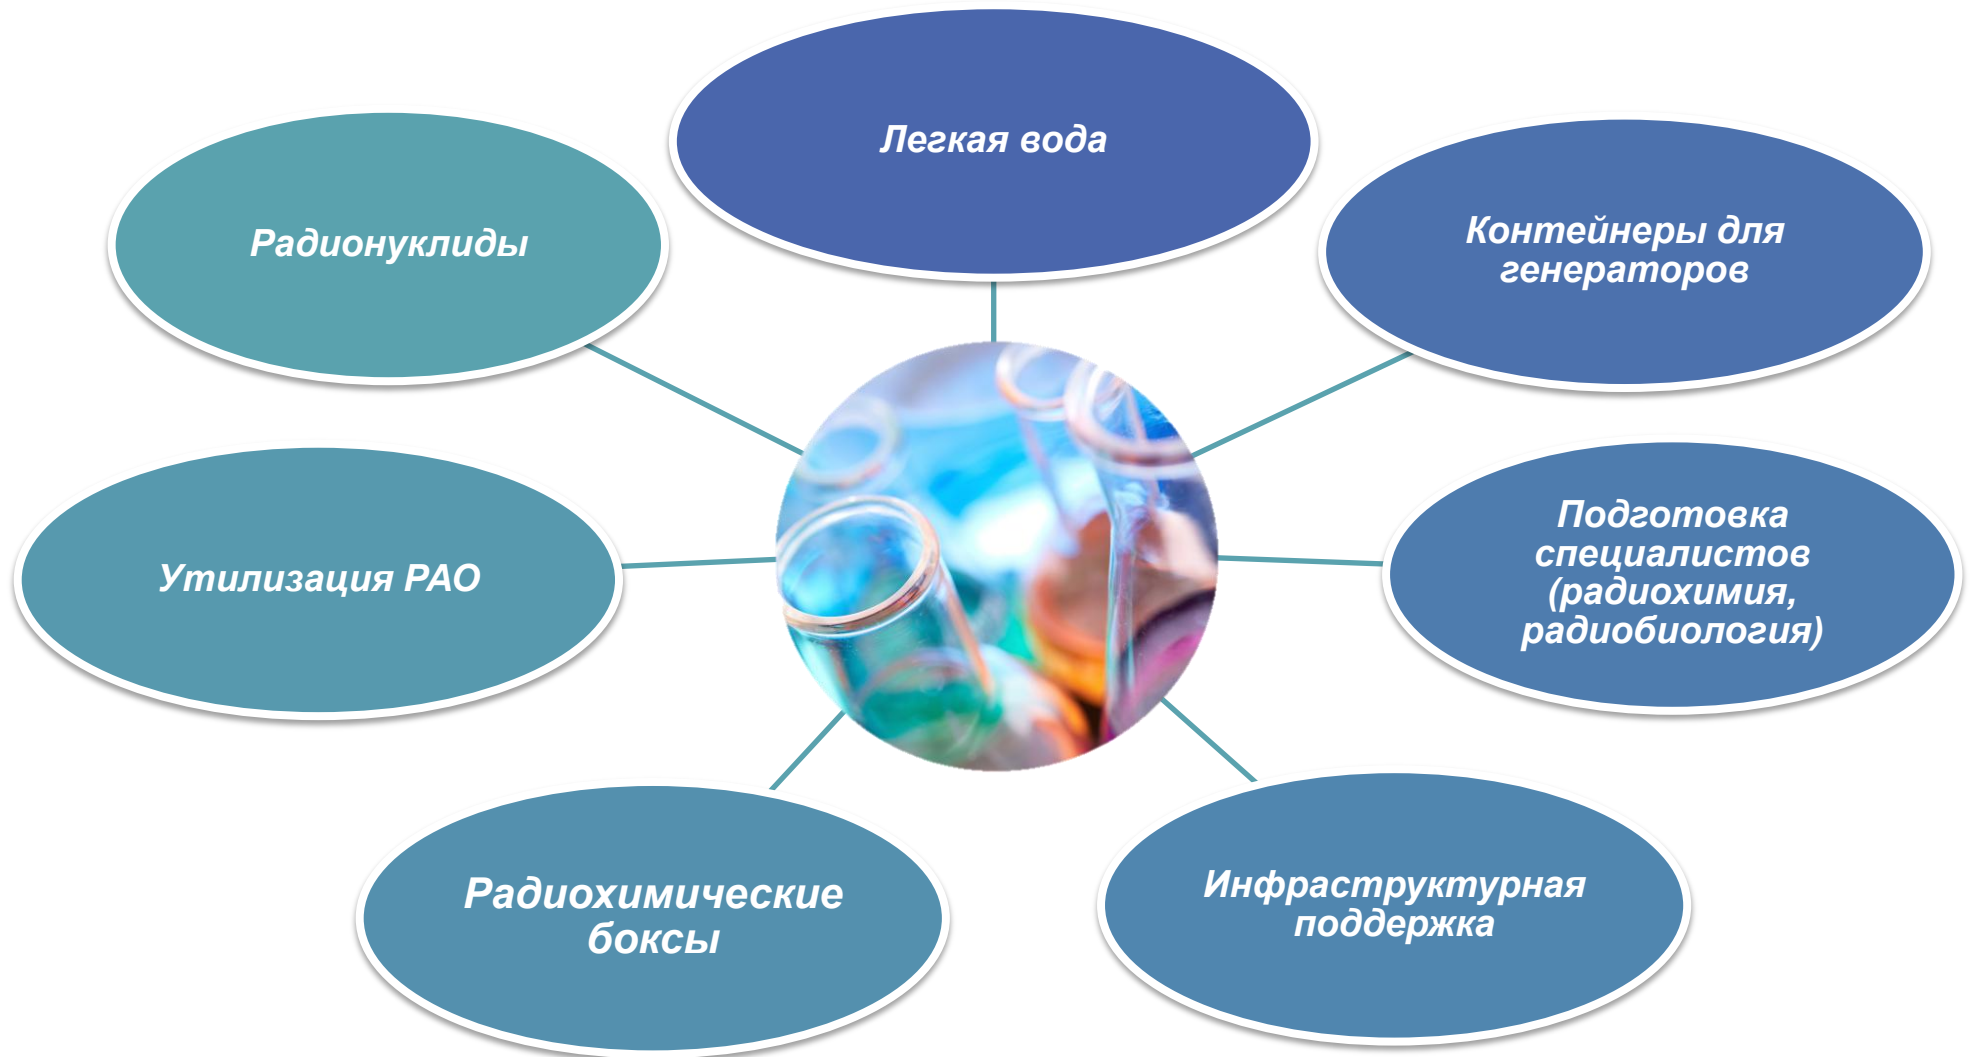 Легкая вода
Радионуклиды
Контейнеры для
генераторов
Утилизация РАО
Подготовка
специалистов
(радиохимия,
радиобиология)
Радиохимические
боксы
Инфраструктурная
поддержка